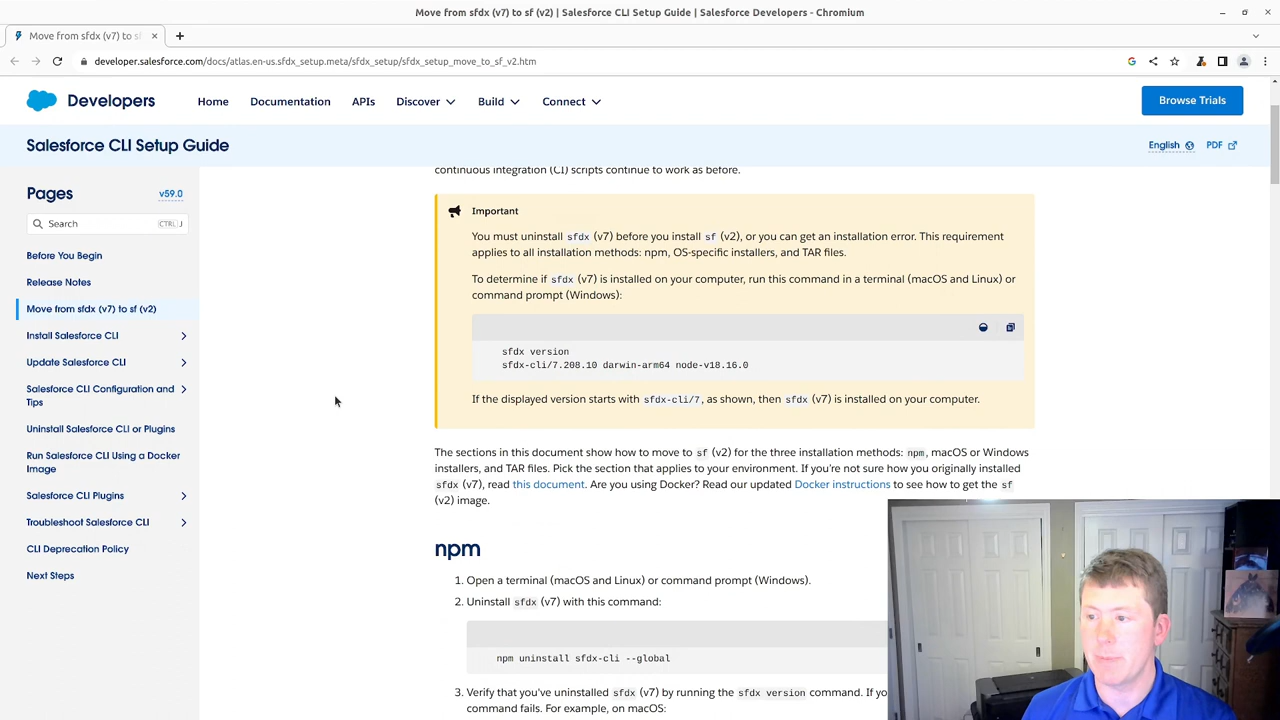 Move from sfdx (v7) to sf (v2) | Salesforce CLI Setup Guide | Salesforce Developers - Chromium
Move from sfdx (v7) to sf
developer.salesforce.com/docs/atlas.en-us.sfdx_setup.meta/sfdx_setup/sfdx_setup_move_to_sf_v2.htm
Developers Home Documentation APIs Discover Build Connect Browse Trials
Salesforce CLI Setup Guide English PDF
Pages v59.0
Search CTRL/J
Before You Begin
Release Notes
Move from sfdx (v7) to sf (v2)
Install Salesforce CLI
Update Salesforce CLI
Salesforce CLI Configuration and
Tips
Uninstall Salesforce CLI or Plugins
Run Salesforce CLI Using a Docker
Image
Salesforce CLI Plugins
Troubleshoot Salesforce CLI
CLI Deprecation Policy
Next Steps
continuous integration (CI) scripts continue to work as before.
Important
You must uninstall sfdx (v7) before you install sf (v2), or you can get an installation error. This requirement
applies to all installation methods: npm, OS-specific installers, and TAR files.
To determine if sfdx (v7) is installed on your computer, run this command in a terminal (macOS and Linux) or
command prompt (Windows):
sfdx version
sfdx-cli/7.208.10 darwin-arm64 node-v18.16.0
If the displayed version starts with sfdx-cli/7, as shown, then sfdx (v7) is installed on your computer.
The sections in this document show how to move to sf (v2) for the three installation methods: npm, macOS or Windows
installers, and TAR files. Pick the section that applies to your environment. If you're not sure how you originally installed
sfdx (v7), read this document. Are you using Docker? Read our updated Docker instructions to see how to get the sf
(v2) image.
npm
1. Open a terminal (macOS and Linux) or command prompt (Windows).
2. Uninstall sfdx (v7) with this command:
npm uninstall sfdx-cli --global
3. Verify that you've uninstalled sfdx (v7) by running the sfdx version command. If yo
command fails. For example, on macOS: